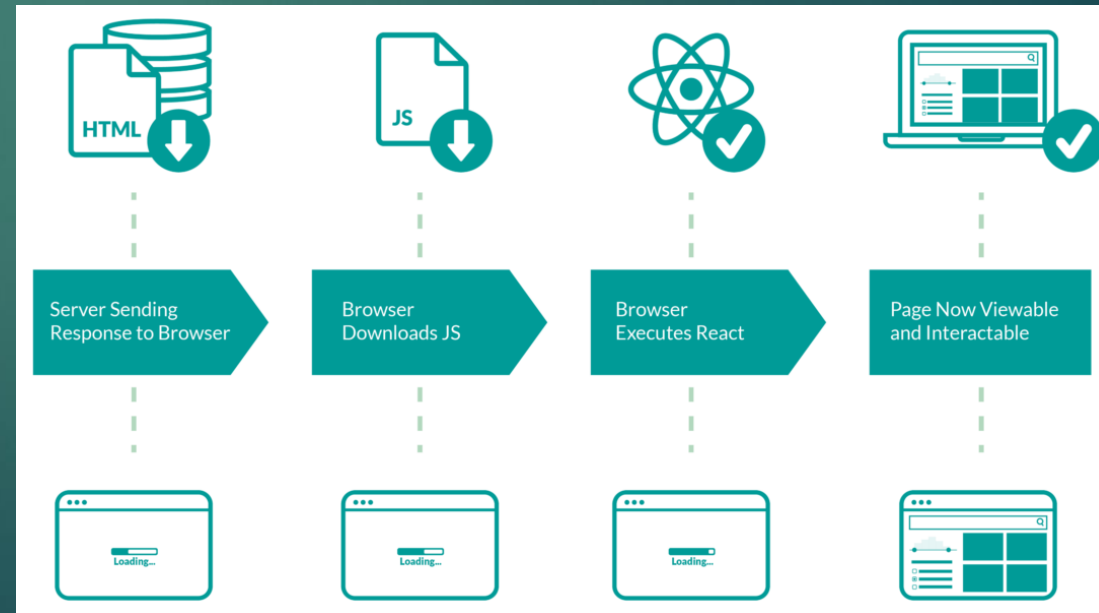 HTML
JS
Server Sending
Response to Browser
Browser
Downloads JS
Browser
Executes React
Page Now Viewable
and Interactable
Loading...
Loading...
Loading...